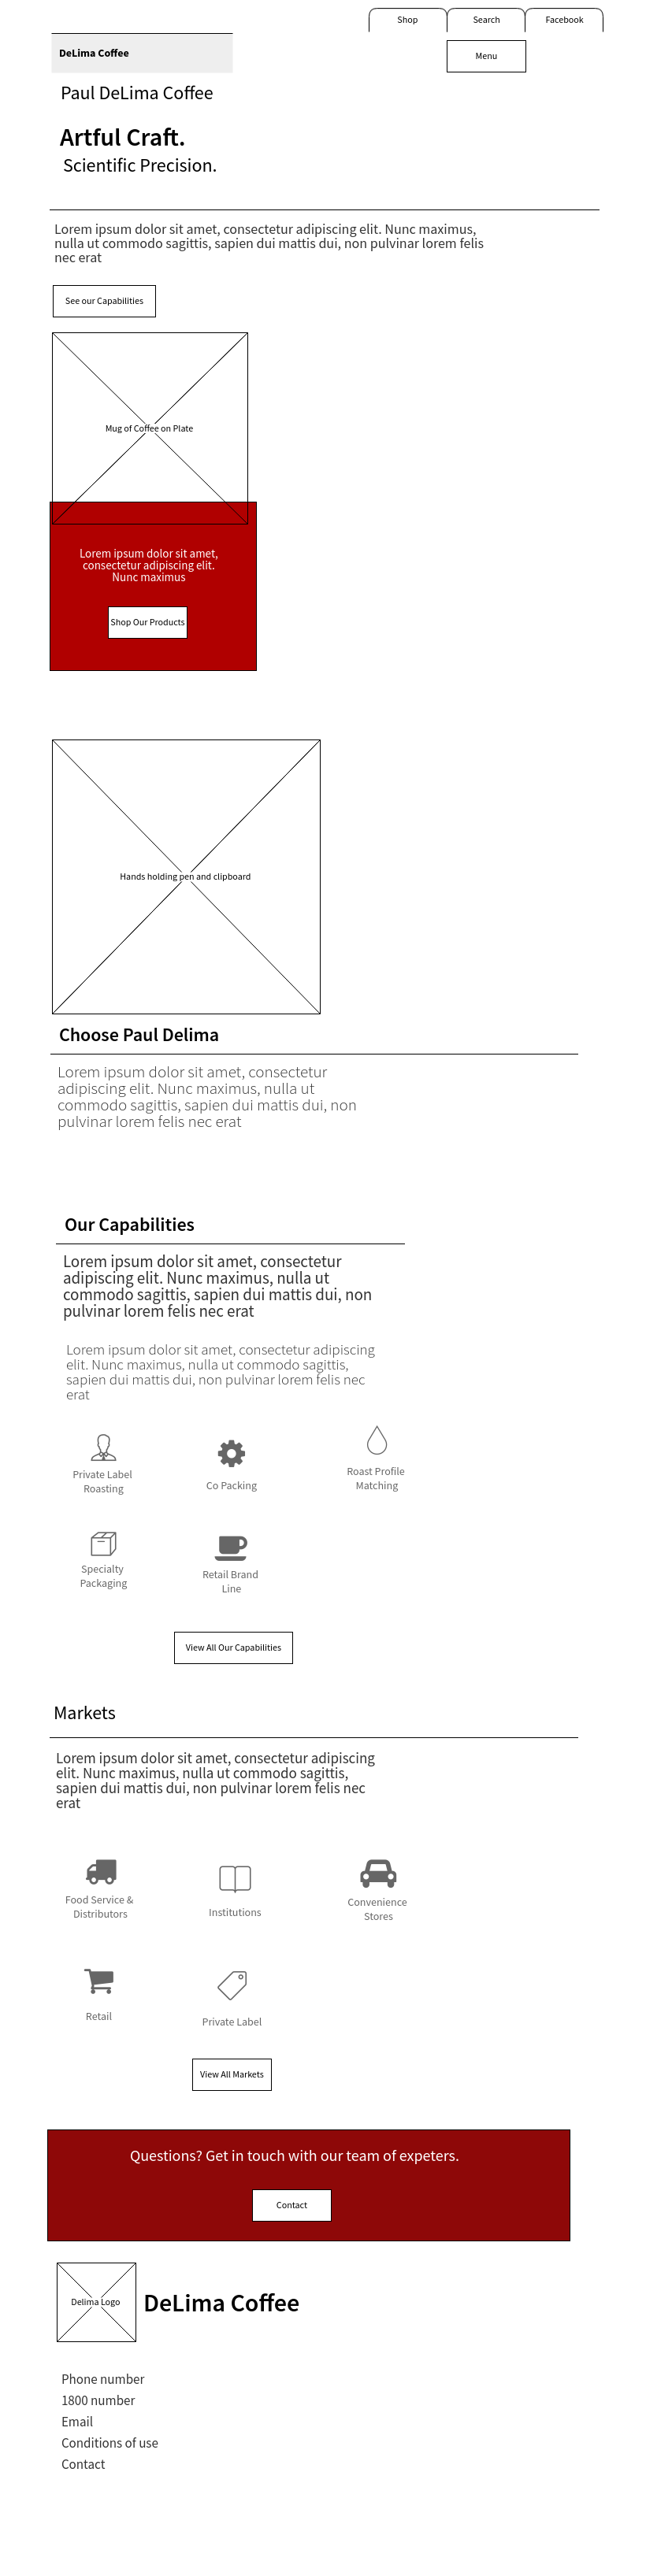 Shop
Search
Facebook
DeLima Coffee
Menu
Paul DeLima Coffee
Artful Craft.
Scientific Precision.
Lorem ipsum dolor sit amet, consectetur adipiscing elit. Nunc maximus,
nulla ut commodo sagittis, sapien dui mattis dui, non pulvinar lorem felis
nec erat
See our Capabilities
Mug of Coffee on Plate
Lorem ipsum dolor sit amet,
consectetur adipiscing elit.
Nunc maximus
Shop Our Products
Hands holding pen and clipboard
Choose Paul Delima
Lorem ipsum dolor sit amet, consectetur
adipiscing elit. Nunc maximus, nulla ut
commodo sagittis, sapien dui mattis dui, non
pulvinar lorem felis nec erat
Our Capabilities
Lorem ipsum dolor sit amet, consectetur
adipiscing elit. Nunc maximus, nulla ut
commodo sagittis, sapien dui mattis dui, non
pulvinar lorem felis nec erat
Lorem ipsum dolor sit amet, consectetur adipiscing
elit. Nunc maximus, nulla ut commodo sagittis,
sapien dui mattis dui, non pulvinar lorem felis nec
erat
Private Label
Roasting
Co Packing
Roast Profile
Matching
Specialty
Packaging
Retail Brand
Line
View All Our Capabilities
Markets
Lorem ipsum dolor sit amet, consectetur adipiscing
elit. Nunc maximus, nulla ut commodo sagittis,
sapien dui mattis dui, non pulvinar lorem felis nec
erat
Food Service &
Distributors
Institutions
Convenience
Stores
Retail
Private Label
View All Markets
Questions? Get in touch with our team of expeters.
Contact
Delima Logo
DeLima Coffee
Phone number
1800 number
Email
Conditions of use
Contact